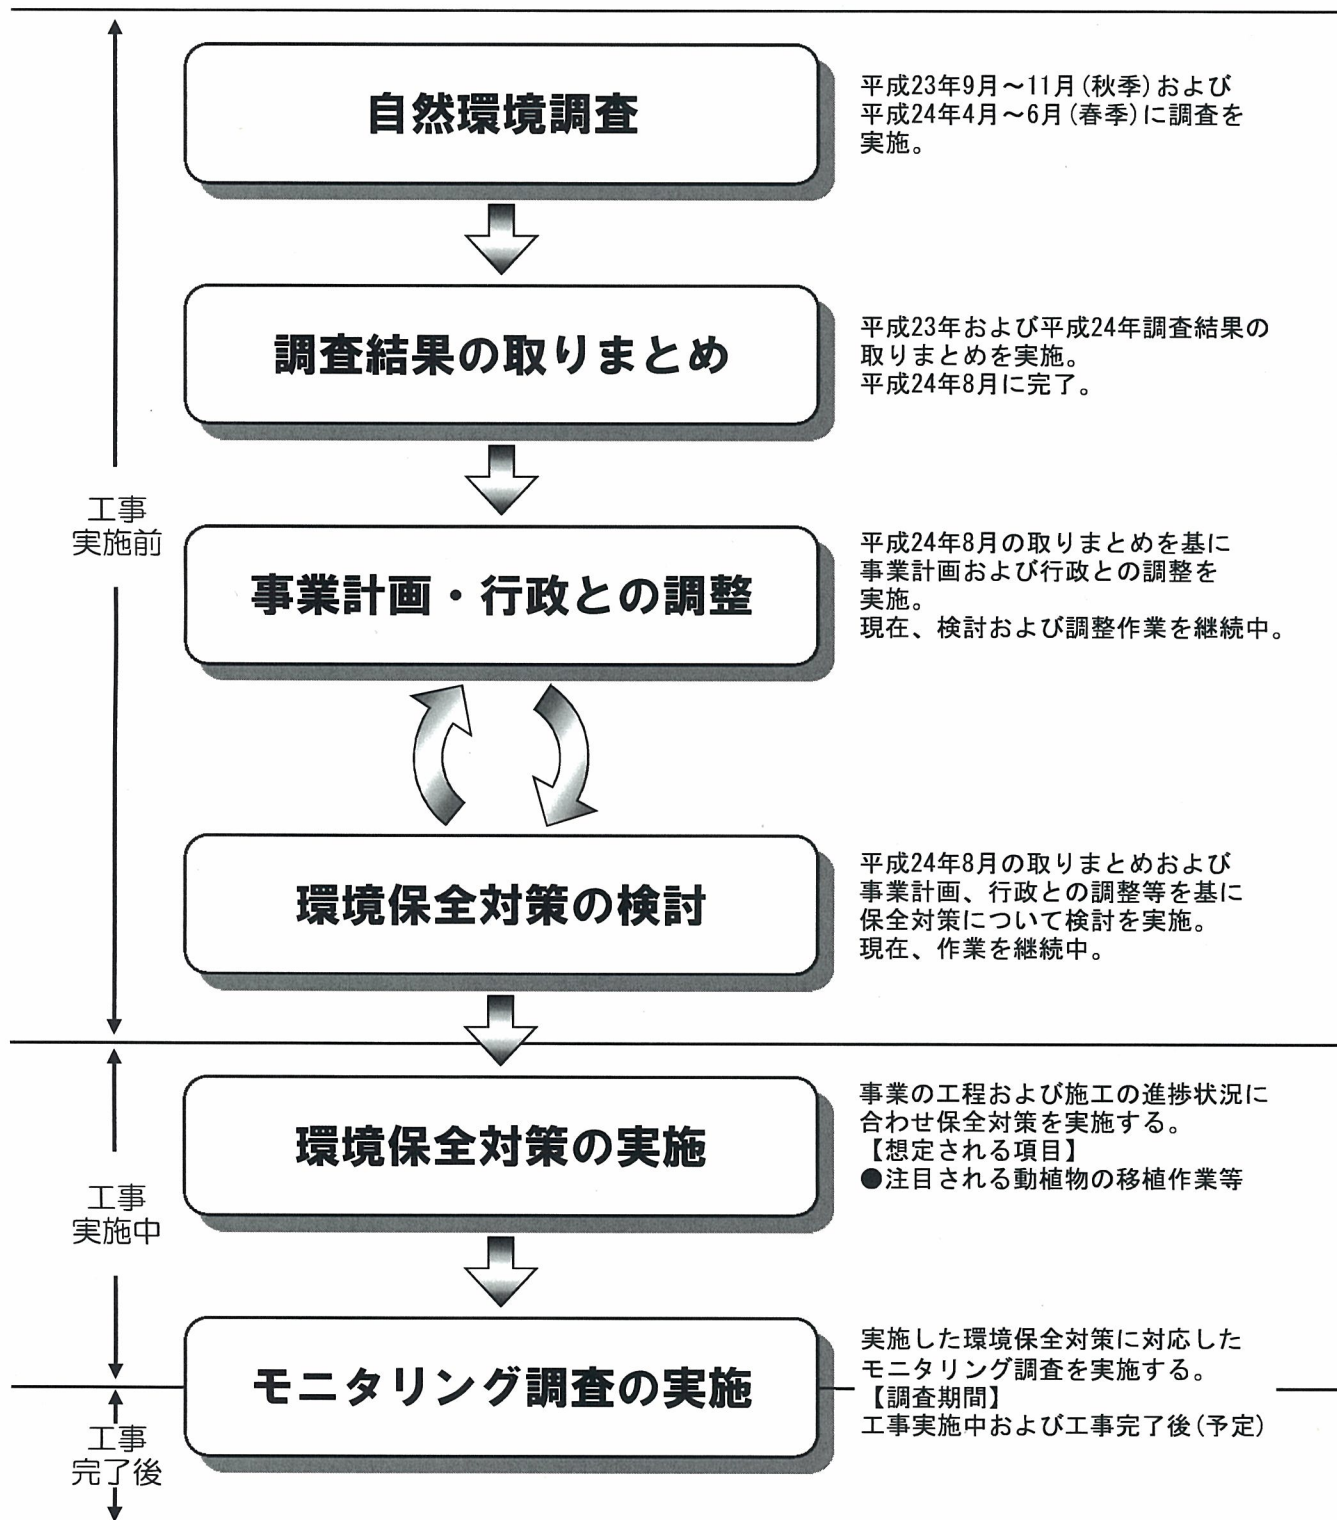 自然環境調査
平成23年9月～11月(秋季)および
平成24年4月～6月(春季)に調査を
実施。
調査結果の取りまとめ
平成23年および平成24年調査結果の
取りまとめを実施。
平成24年8月に完了。
工事
実施前
事業計画・行政との調整
平成24年8月の取りまとめを基に
事業計画および行政との調整を
実施。
現在、検討および調整作業を継続中。
環境保全対策の検討
平成24年8月の取りまとめおよび
事業計画、行政との調整等を基に
保全対策について検討を実施。
現在、作業を継続中。
工事
実施中
環境保全対策の実施
事業の工程および施工の進捗状況に
合わせ保全対策を実施する。
【想定される項目】
●注目される動植物の移植作業等
モニタリング調査の実施
実施した環境保全対策に対応した
モニタリング調査を実施する。
【調査期間】
工事実施中および工事完了後(予定)
工事
完了後